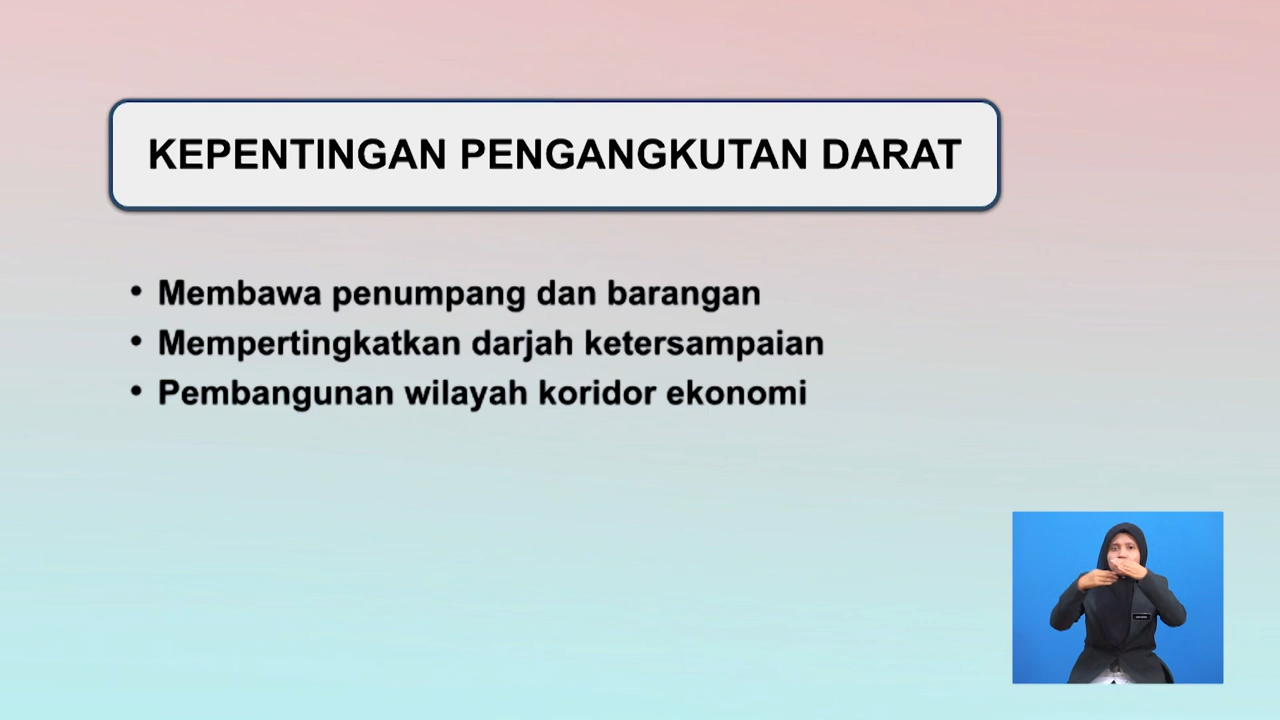 KEPENTINGAN PENGANGKUTAN DARAT
• Membawa penumpang dan barangan
• Mempertingkatkan darjah ketersampaian
• Pembangunan wilayah koridor ekonomi